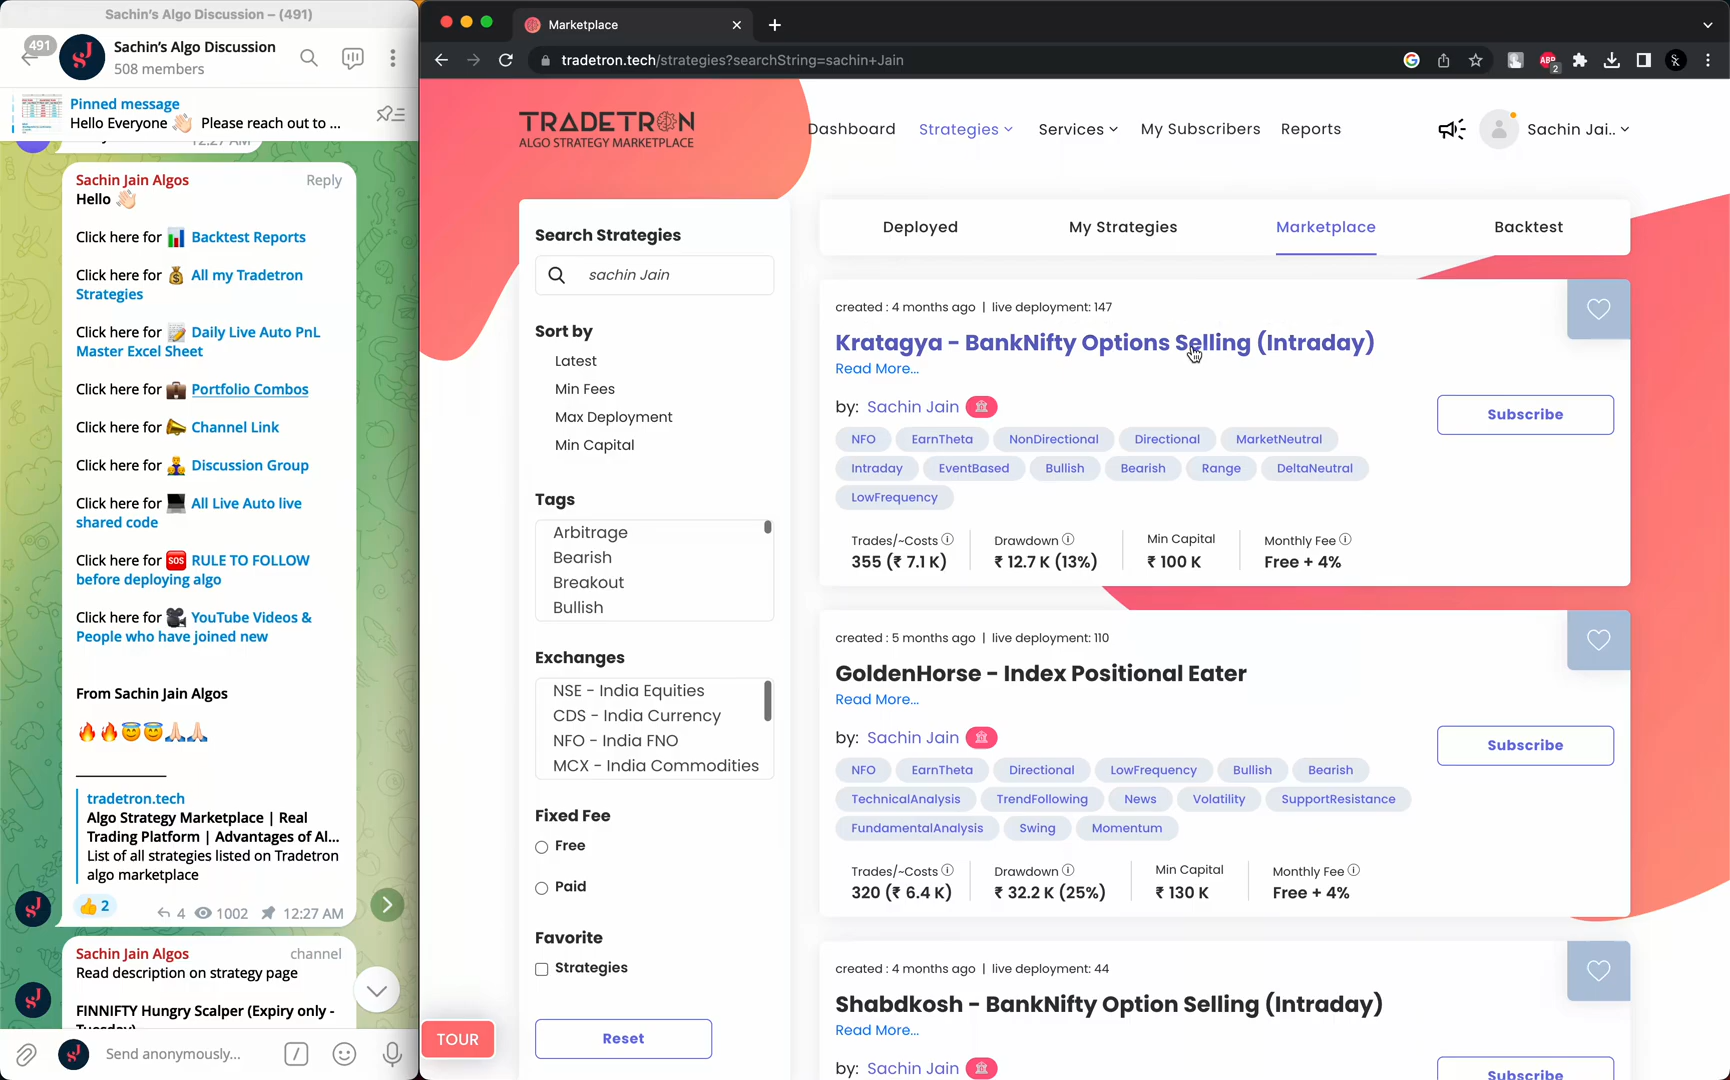 Sachin's Algo Discussion – (491)
491
Sachin's Algo Discussion
508 members
Pinned message
Hello Everyone 👋🏻 Please reach out to ...
12:27 AM
Sachin Jain Algos
Reply
Hello 👋🏻
Click here for 📊 Backtest Reports
Click here for 💰 All my Tradetron
Strategies
Click here for 📝 Daily Live Auto PnL
Master Excel Sheet
Click here for 💼 Portfolio Combos
Click here for 📣 Channel Link
Click here for Discussion Group
Click here for 💻 All Live Auto live
shared code
Click here for 🆘 RULE TO FOLLOW
before deploying algo
Click here for 🎥 YouTube Videos &
People who have joined new
From Sachin Jain Algos
🔥🔥😇😇🙏🏻🙏🏻
tradetron.tech
Algo Strategy Marketplace | Real
Trading Platform | Advantages of Al...
List of all strategies listed on Tradetron
algo marketplace
👍 2
4 1002 12:27 AM
Sachin Jain Algos
channel
Read description on strategy page
FINNIFTY Hungry Scalper (Expiry only -
Tuesday)
Send anonymously...
Marketplace
tradetron.tech/strategies?searchString=sachin+Jain
ABP
2
TRADETRON
ALGO STRATEGY MARKETPLACE
Dashboard
Strategies
Services
My Subscribers
Reports
Sachin Jai..
Search Strategies
sachin Jain
Sort by
Latest
Min Fees
Max Deployment
Min Capital
Tags
Arbitrage
Bearish
Breakout
Bullish
Exchanges
NSE - India Equities
CDS - India Currency
NFO - India FNO
MCX - India Commodities
Fixed Fee
Free
Paid
Favorite
Strategies
Reset
TOUR
Deployed
My Strategies
Marketplace
Backtest
created : 4 months ago | live deployment: 147
Kratagya - BankNifty Options Selling (Intraday)
Read More...
by: Sachin Jain
Subscribe
NFO EarnTheta NonDirectional Directional MarketNeutral
Intraday EventBased Bullish Bearish Range DeltaNeutral
LowFrequency
Trades/~Costs Drawdown Min Capital Monthly Fee
355 (₹ 7.1 K) ₹ 12.7 K (13%) ₹ 100 K Free + 4%
created : 5 months ago | live deployment: 110
GoldenHorse - Index Positional Eater
Read More...
by: Sachin Jain
Subscribe
NFO EarnTheta Directional LowFrequency Bullish Bearish
TechnicalAnalysis TrendFollowing News Volatility SupportResistance
FundamentalAnalysis Swing Momentum
Trades/~Costs Drawdown Min Capital Monthly Fee
320 (₹ 6.4 K) ₹ 32.2 K (25%) ₹ 130 K Free + 4%
created : 4 months ago | live deployment: 44
Shabdkosh - BankNifty Option Selling (Intraday)
Read More...
by: Sachin Jain
Subscribe